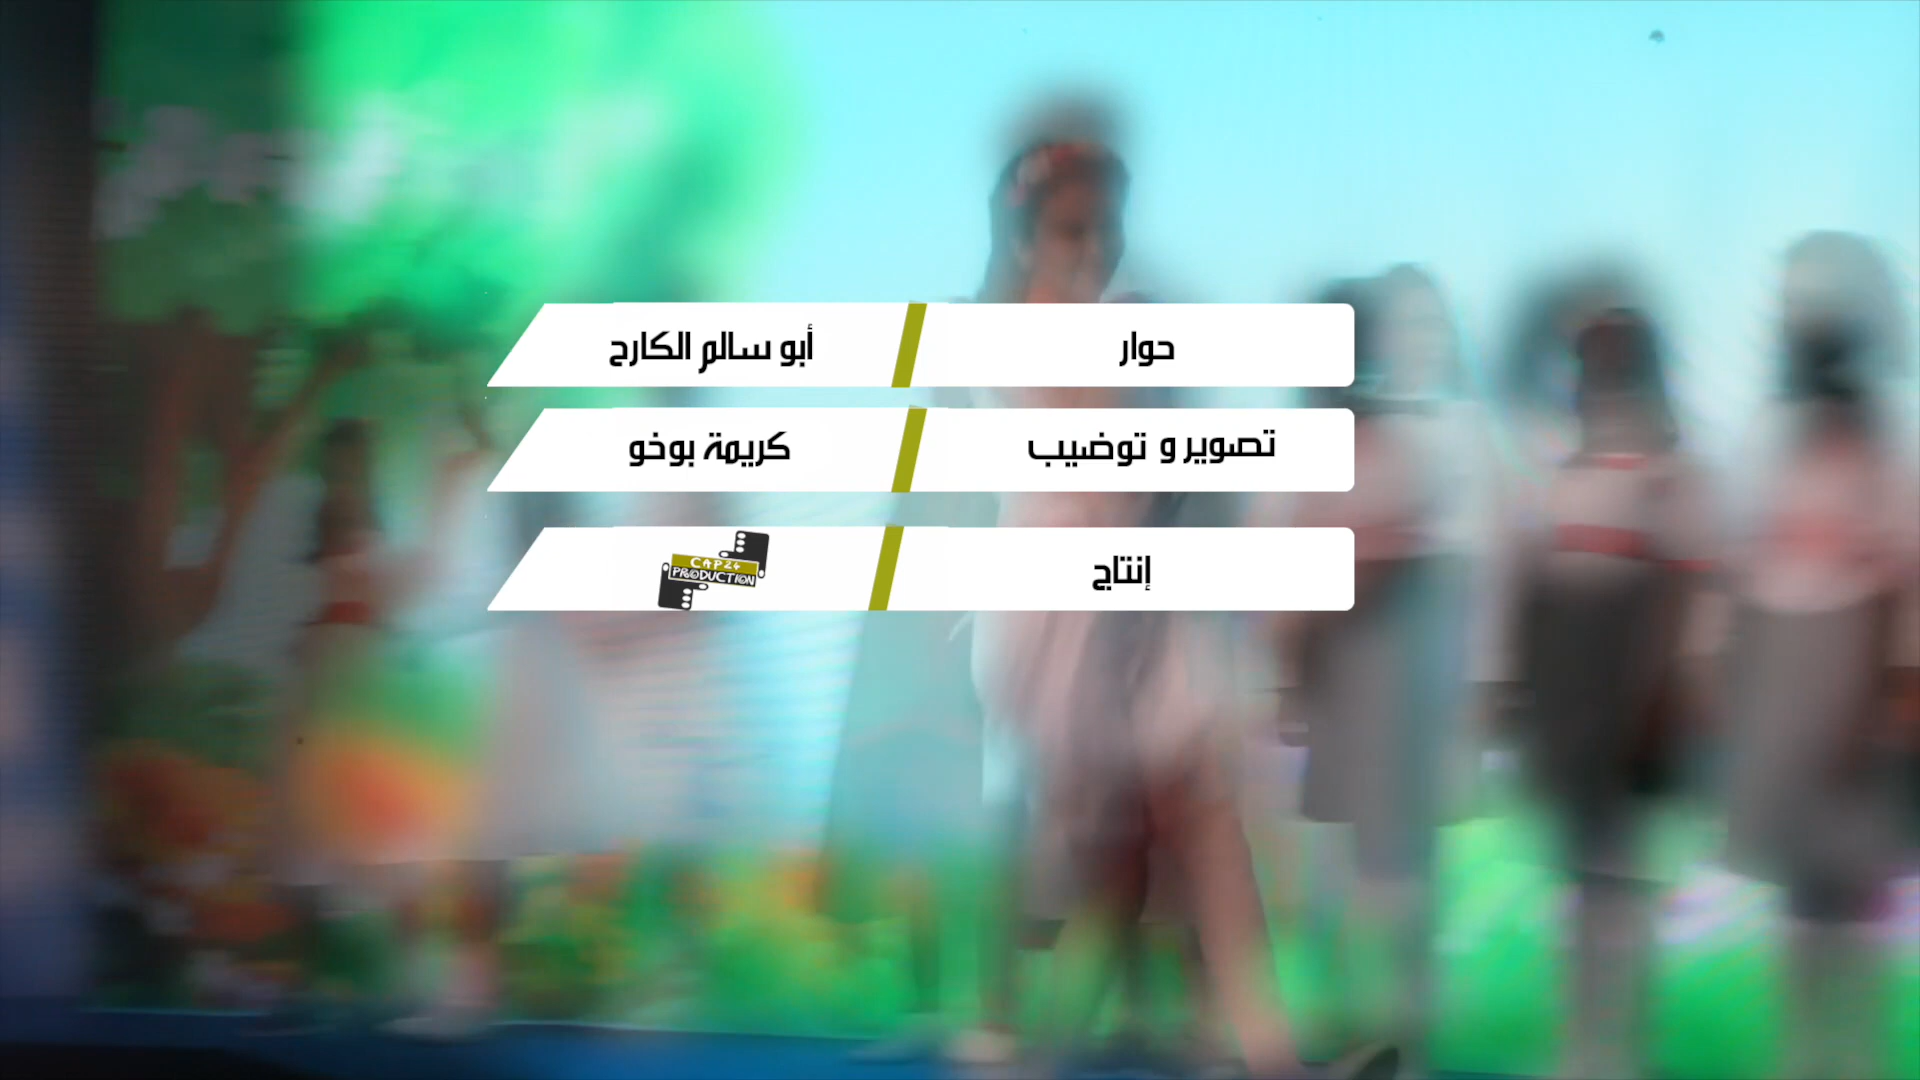 حوار أبو سالم الكارح
تصوير و توضيب كريمة بوخو
إنتاج CAP24 PRODUCTION